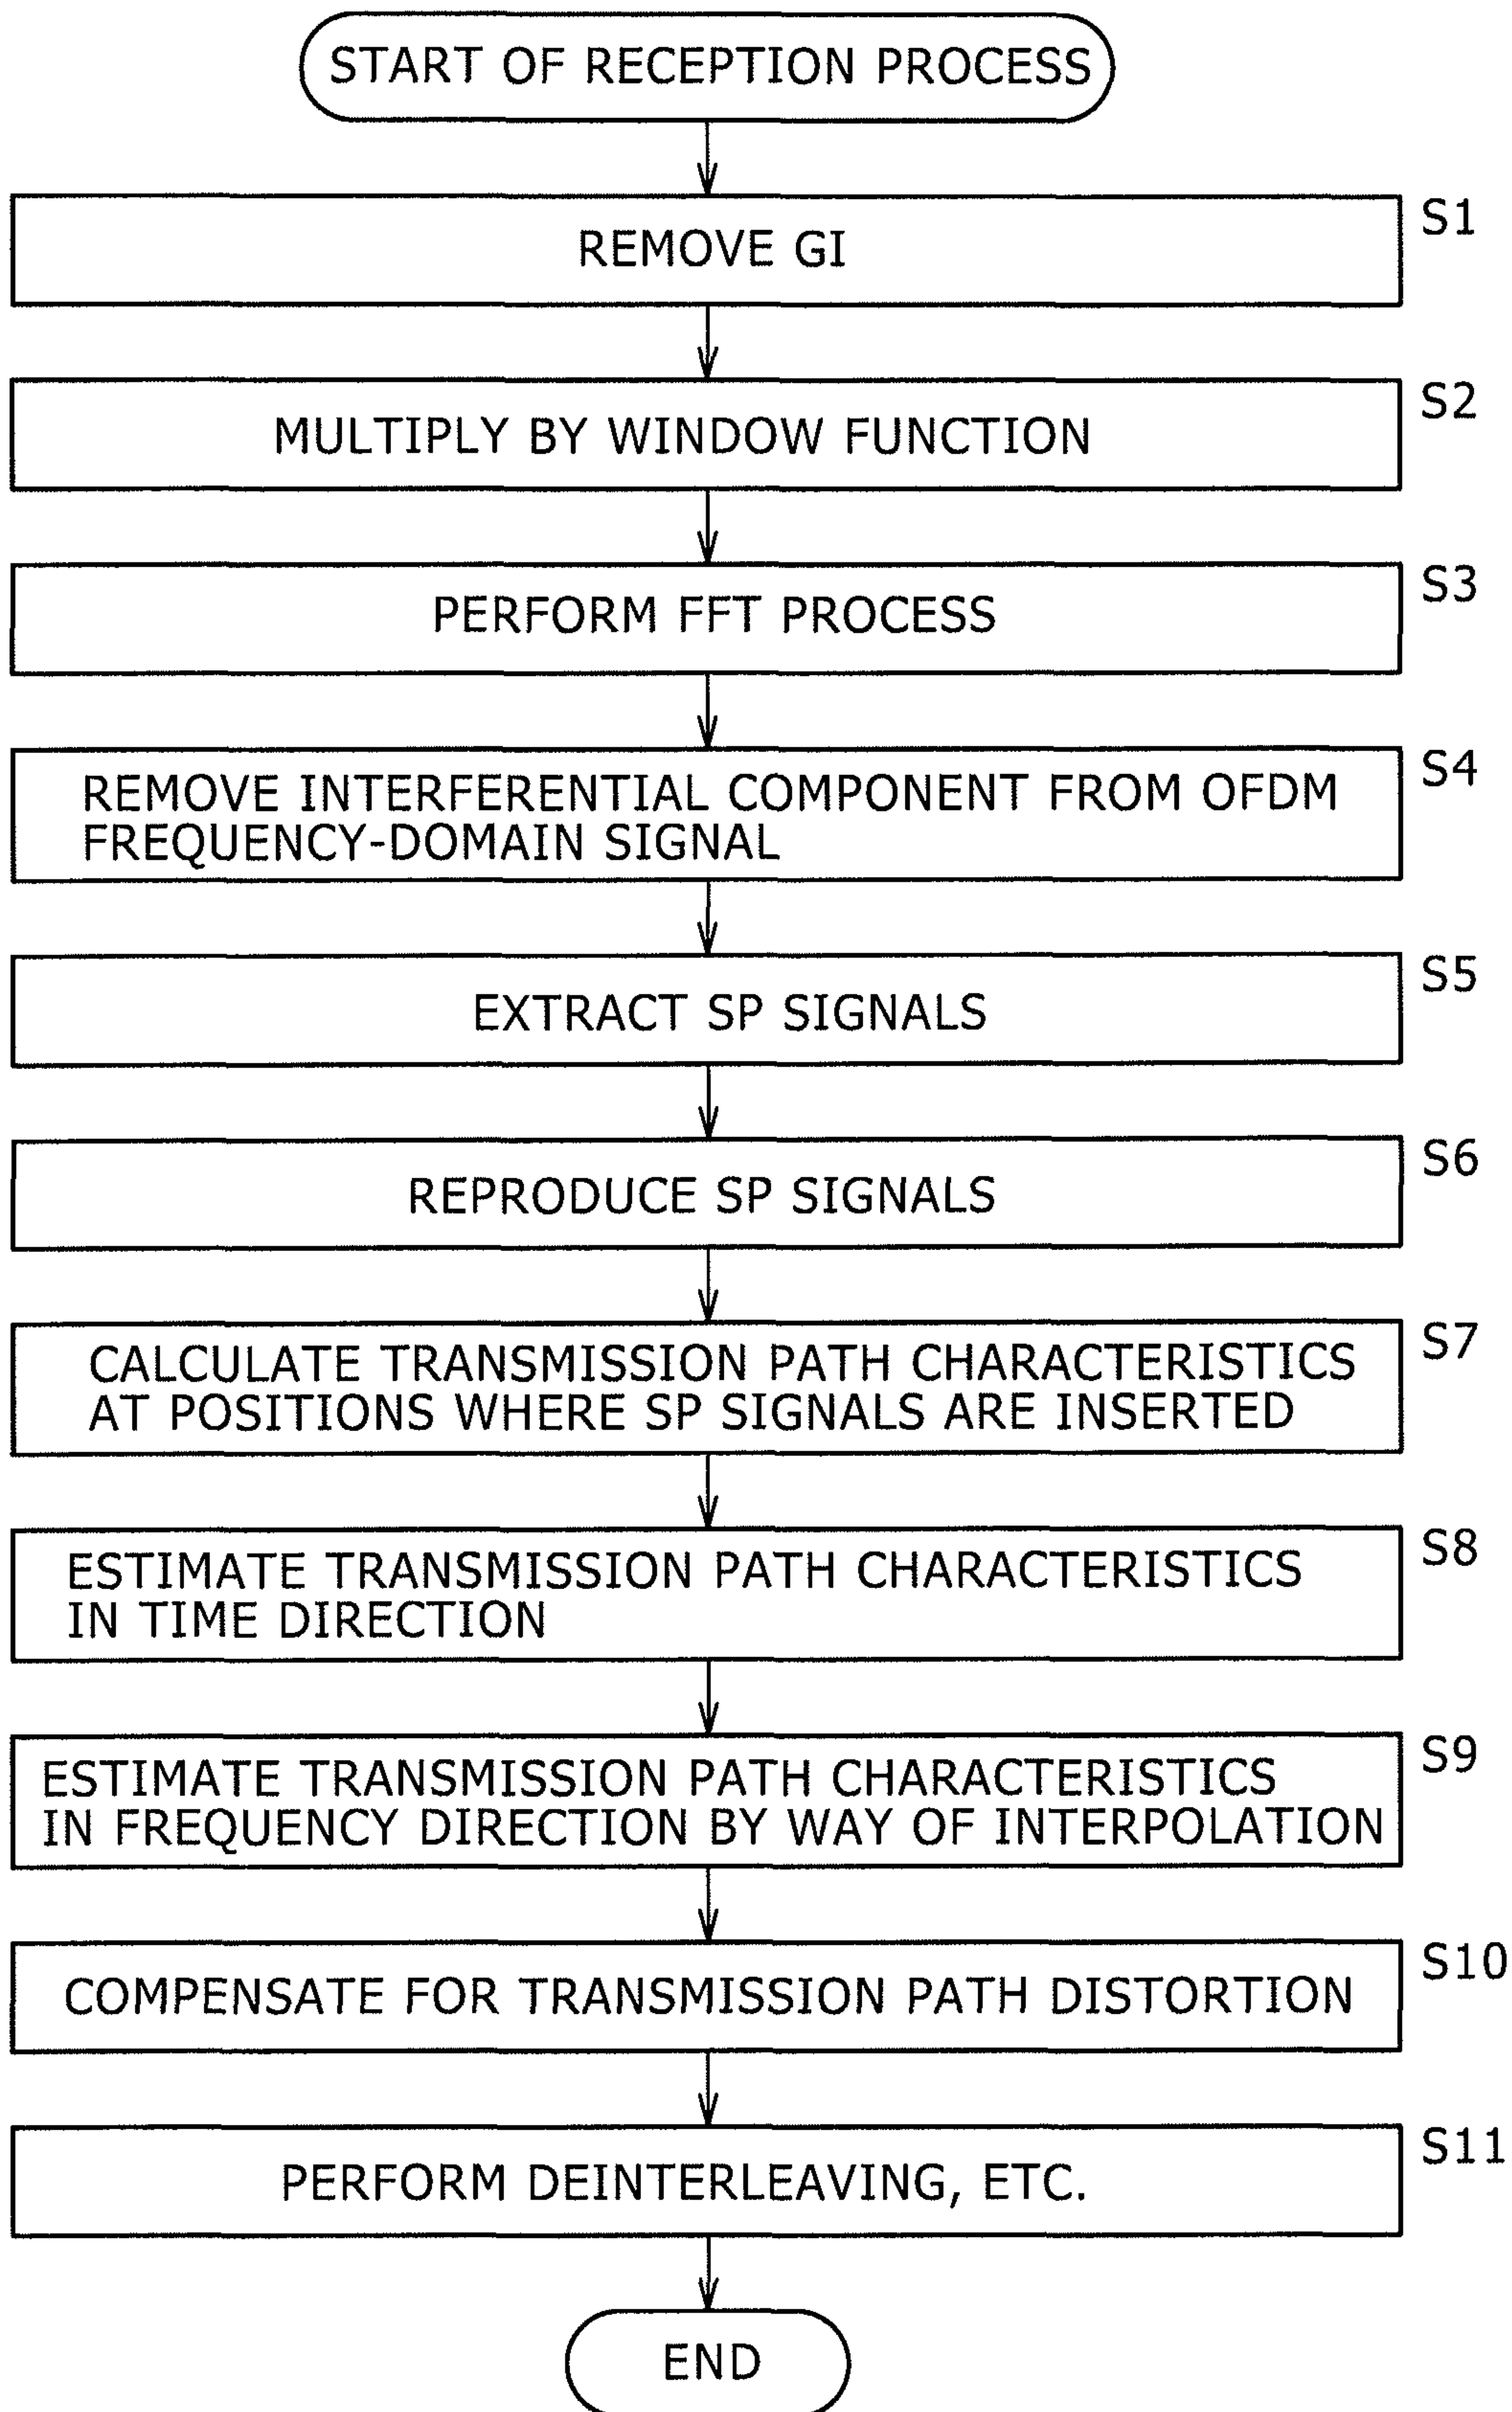 START OF RECEPTION PROCESS
S1
REMOVE GI
S2
MULTIPLY BY WINDOW FUNCTION
S3
PERFORM FFT PROCESS
S4
REMOVE INTERFERENTIAL COMPONENT FROM OFDM
FREQUENCY-DOMAIN SIGNAL
S5
EXTRACT SP SIGNALS
S6
REPRODUCE SP SIGNALS
S7
CALCULATE TRANSMISSION PATH CHARACTERISTICS
AT POSITIONS WHERE SP SIGNALS ARE INSERTED
S8
ESTIMATE TRANSMISSION PATH CHARACTERISTICS
IN TIME DIRECTION
S9
ESTIMATE TRANSMISSION PATH CHARACTERISTICS
IN FREQUENCY DIRECTION BY WAY OF INTERPOLATION
S10
COMPENSATE FOR TRANSMISSION PATH DISTORTION
S11
PERFORM DEINTERLEAVING, ETC.
END